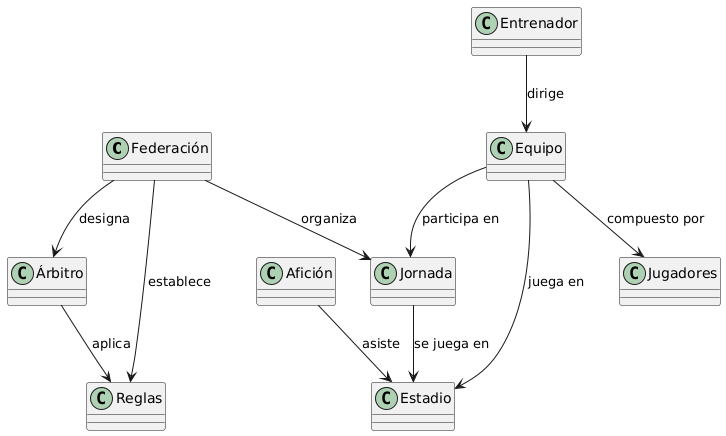 C Entrenador
dirige
C Federación
C Equipo
designa
organiza
participa en
compuesto por
C Árbitro
establece
C Afición
C Jornada
juega en
C Jugadores
aplica
asiste
se juega en
C Reglas
C Estadio